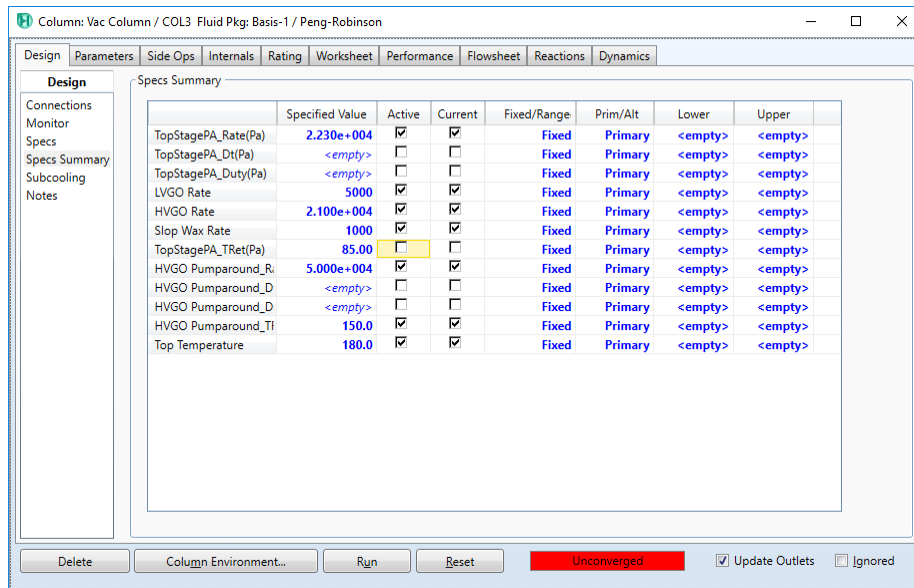 Column: Vac Column / COL3 Fluid Pkg: Basis-1 / Peng-Robinson
Design Parameters Side Ops Internals Rating Worksheet Performance Flowsheet Reactions Dynamics
Design
Connections
Monitor
Specs
Specs Summary
Subcooling
Notes
Specs Summary
Specified Value Active Current Fixed/Range Prim/Alt Lower Upper
TopStagePA_Rate(Pa) 2.230e+004 Fixed Primary <empty> <empty>
TopStagePA_Dt(Pa) <empty> Fixed Primary <empty> <empty>
TopStagePA_Duty(Pa) <empty> Fixed Primary <empty> <empty>
LVGO Rate 5000 Fixed Primary <empty> <empty>
HVGO Rate 2.100e+004 Fixed Primary <empty> <empty>
Slop Wax Rate 1000 Fixed Primary <empty> <empty>
TopStagePA_TRet(Pa) 85.00 Fixed Primary <empty> <empty>
HVGO Pumparound_Ra 5.000e+004 Fixed Primary <empty> <empty>
HVGO Pumparound_D <empty> Fixed Primary <empty> <empty>
HVGO Pumparound_D <empty> Fixed Primary <empty> <empty>
HVGO Pumparound_TF 150.0 Fixed Primary <empty> <empty>
Top Temperature 180.0 Fixed Primary <empty> <empty>
Delete Column Environment... Run Reset Unconverged Update Outlets Ignored